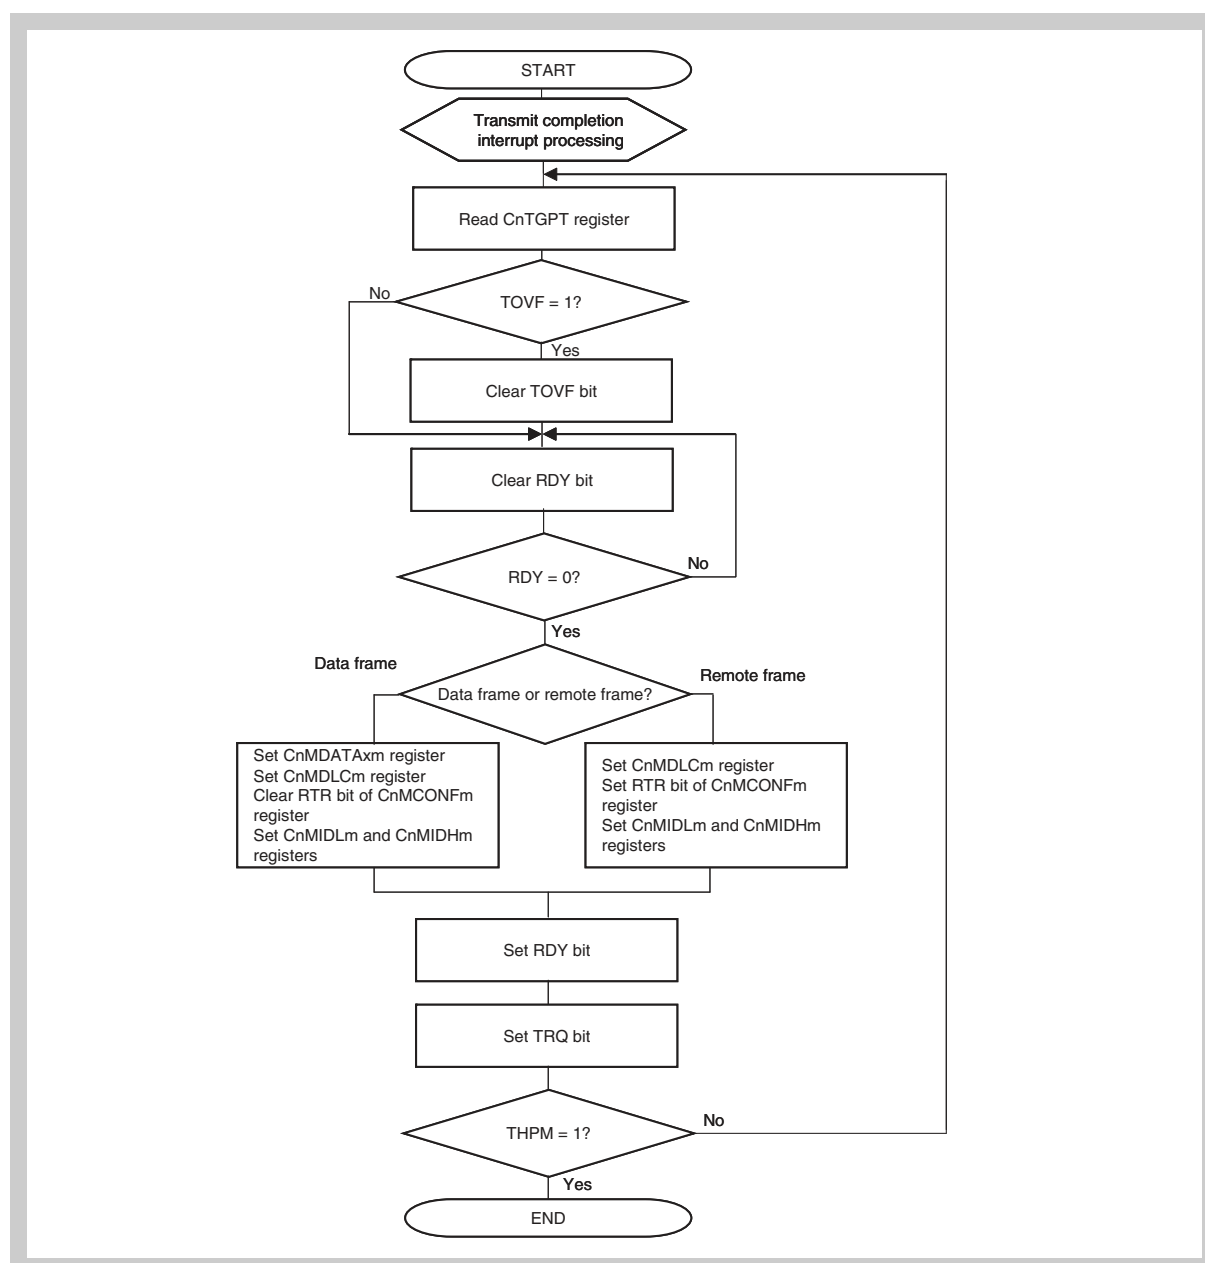 START
Transmit completion
interrupt processing
Read CnTGPT register
TOVF = 1?
No
Yes
Clear TOVF bit
Clear RDY bit
RDY = 0?
No
Yes
Data frame or remote frame?
Data frame
Remote frame
Set CnMDATAxm register
Set CnMDLCm register
Clear RTR bit of CnMCONFm
register
Set CnMIDLm and CnMIDHm
registers
Set CnMDLCm register
Set RTR bit of CnMCONFm
register
Set CnMIDLm and CnMIDHm
registers
Set RDY bit
Set TRQ bit
THPM = 1?
No
Yes
END